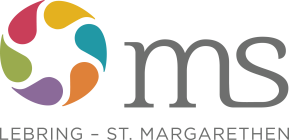 ms
LEBRING – ST. MARGARETHEN